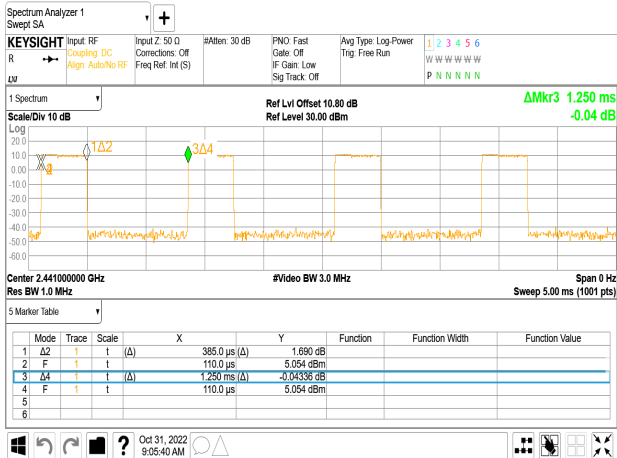 Spectrum Analyzer 1
Swept SA
KEYSIGHT
R
LXI
Input: RF
Coupling: DC
Align: Auto/No RF
Input Z: 50 Ω
Corrections: Off
Freq Ref: Int (S)
#Atten: 30 dB
PNO: Fast
Gate: Off
IF Gain: Low
Sig Track: Off
Avg Type: Log-Power
Trig: Free Run
1 2 3 4 5 6
W W W W W W
P N N N N N
1 Spectrum
Scale/Div 10 dB
Ref Lvl Offset 10.80 dB
Ref Level 30.00 dBm
ΔMkr3 1.250 ms
-0.04 dB
Log
20.0
10.0
0.00
-10.0
-20.0
-30.0
-40.0
-50.0
-60.0
1Δ2
3Δ4
Center 2.441000000 GHz
#Video BW 3.0 MHz
Span 0 Hz
Res BW 1.0 MHz
Sweep 5.00 ms (1001 pts)
5 Marker Table
Mode Trace Scale X Y Function Function Width Function Value
1 Δ2 1 t (Δ) 385.0 µs (Δ) 1.690 dB
2 F 1 t 110.0 µs 5.054 dBm
3 Δ4 1 t (Δ) 1.250 ms (Δ) -0.04336 dB
4 F 1 t 110.0 µs 5.054 dBm
5
6
?
Oct 31, 2022
9:05:40 AM